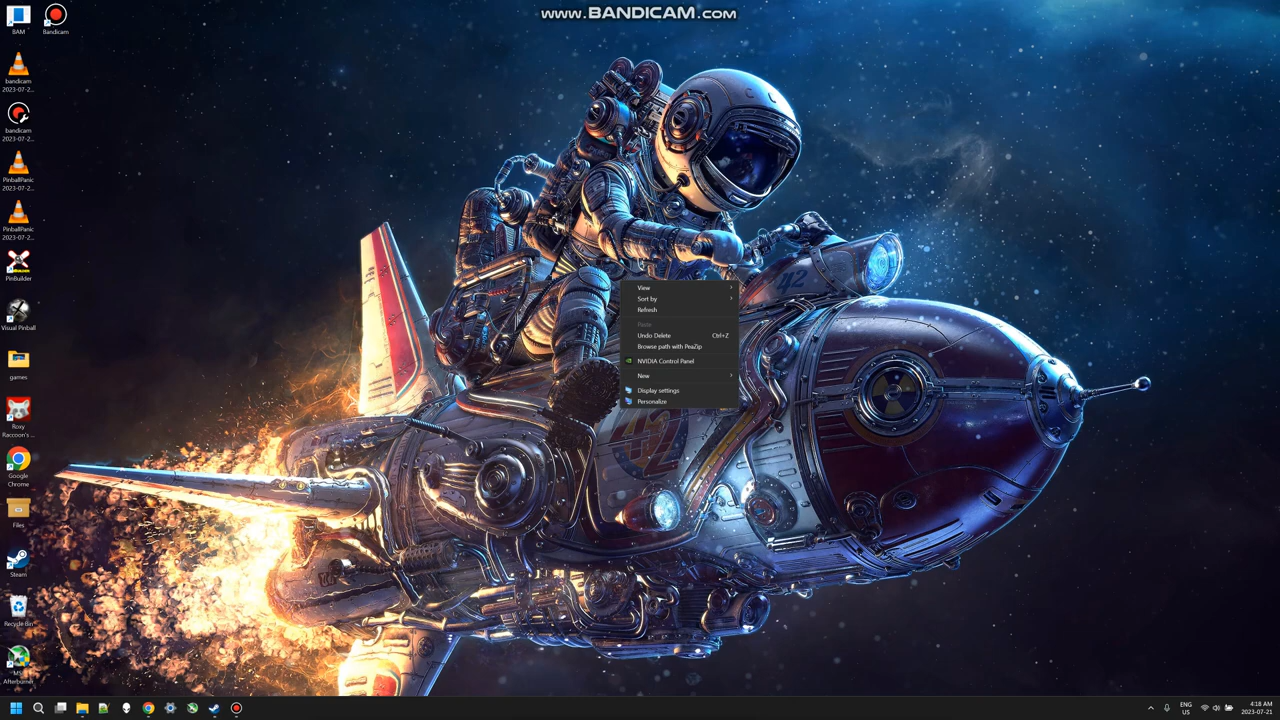 www.BANDICAM.com
BAM
Bandicam
bandicam
2023-07-2...
bandicam
2023-07-2...
PinballPanic
2023-07-2...
PinballPanic
2023-07-2...
PinBuilder
Visual Pinball
games
Roxy
Raccoon's ...
Google
Chrome
Files
Steam
Recycle Bin
MSI
Afterburner
42
42
View
Sort by
Refresh
Paste
Undo Delete Ctrl+Z
Browse path with PeaZip
NVIDIA Control Panel
New
Display settings
Personalize
ENG
US
4:18 AM
2023-07-21